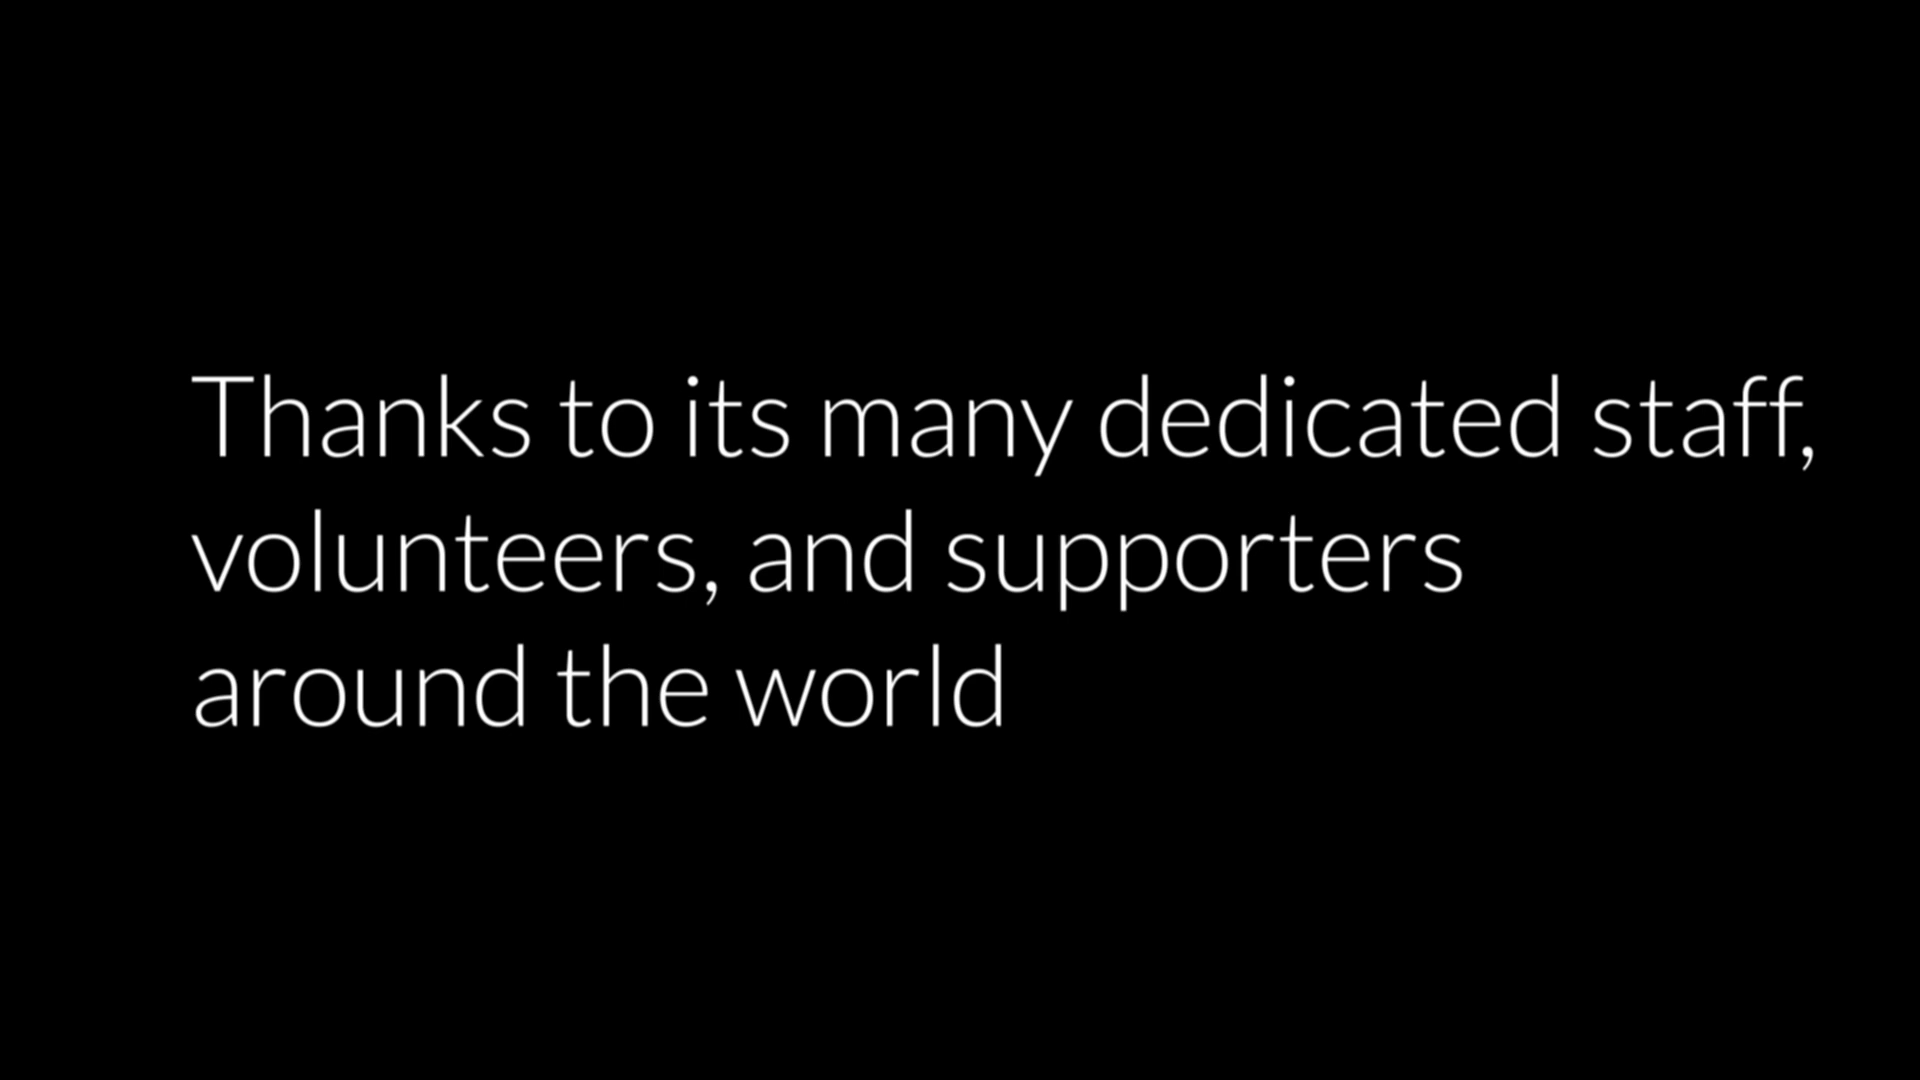 Thanks to its many dedicated staff,
volunteers, and supporters
around the world